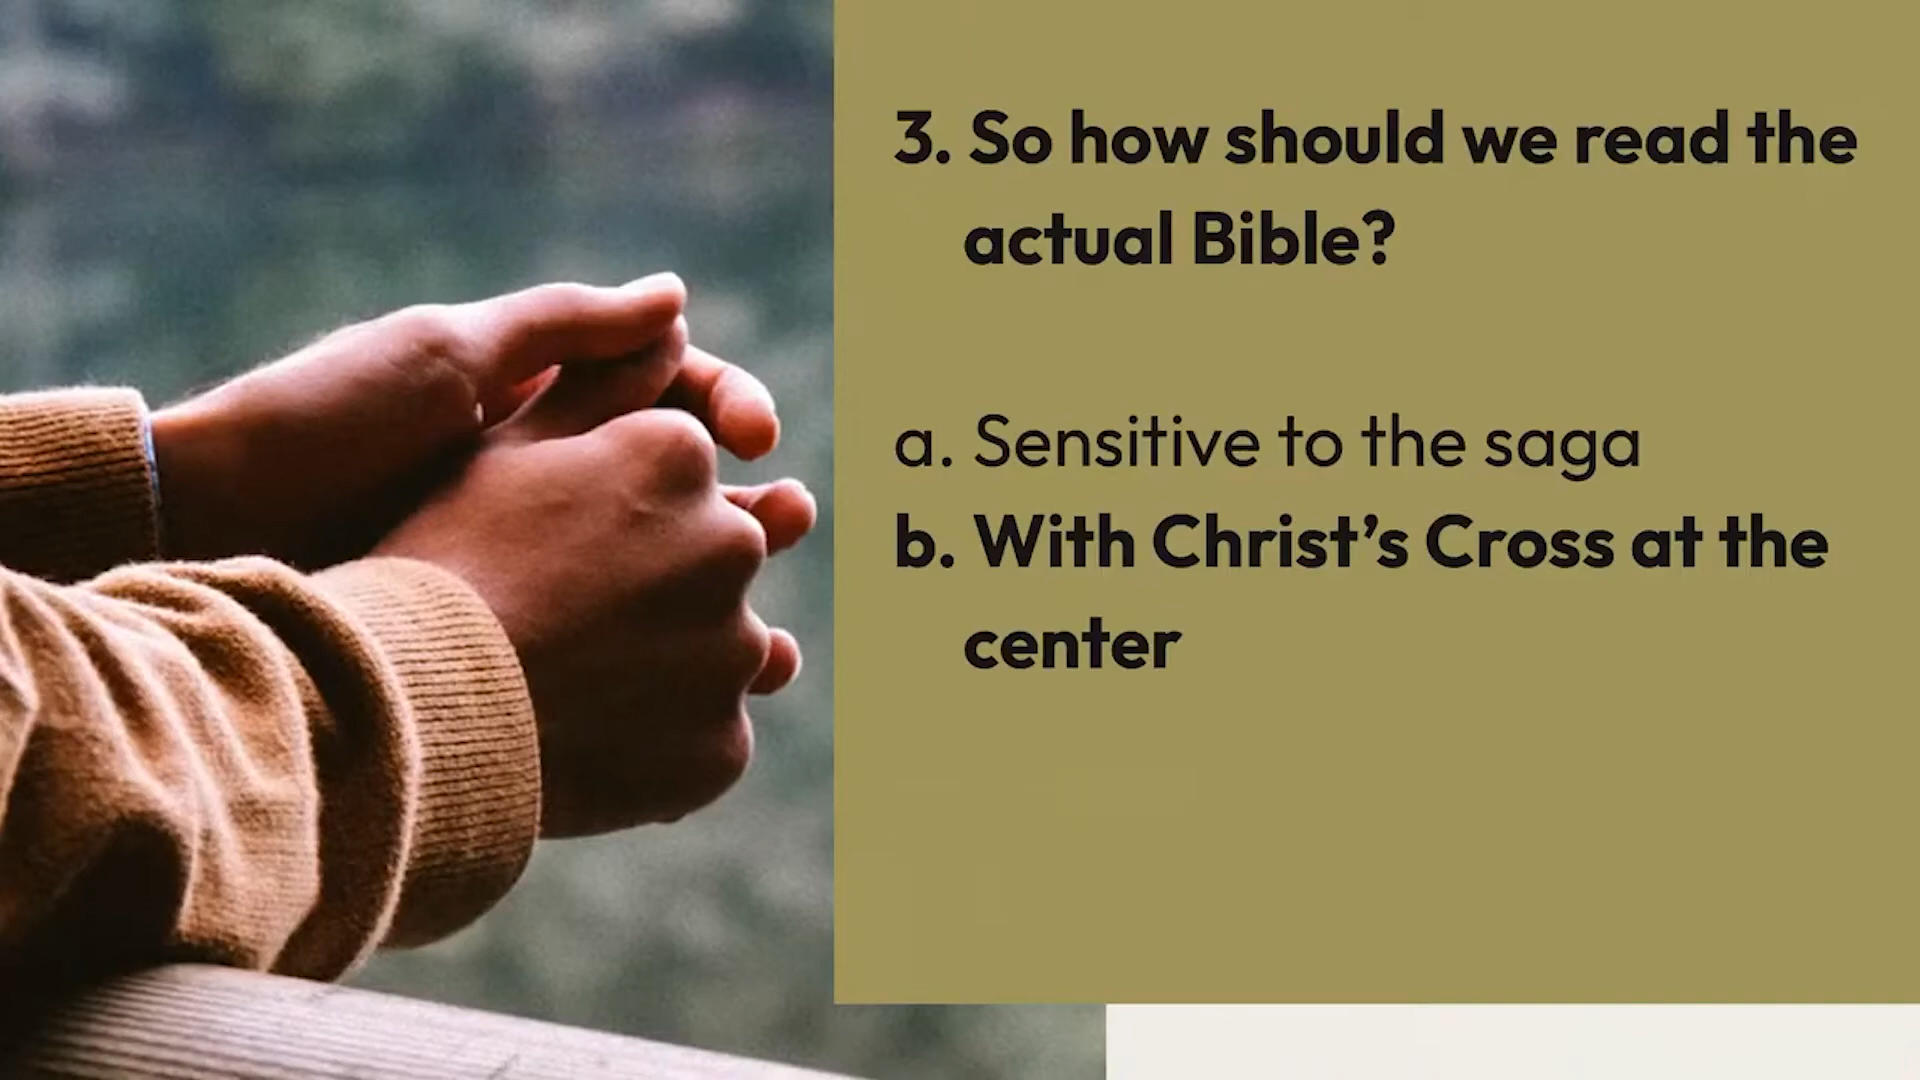 3. So how should we read the
actual Bible?
a. Sensitive to the saga
b. With Christ’s Cross at the
center